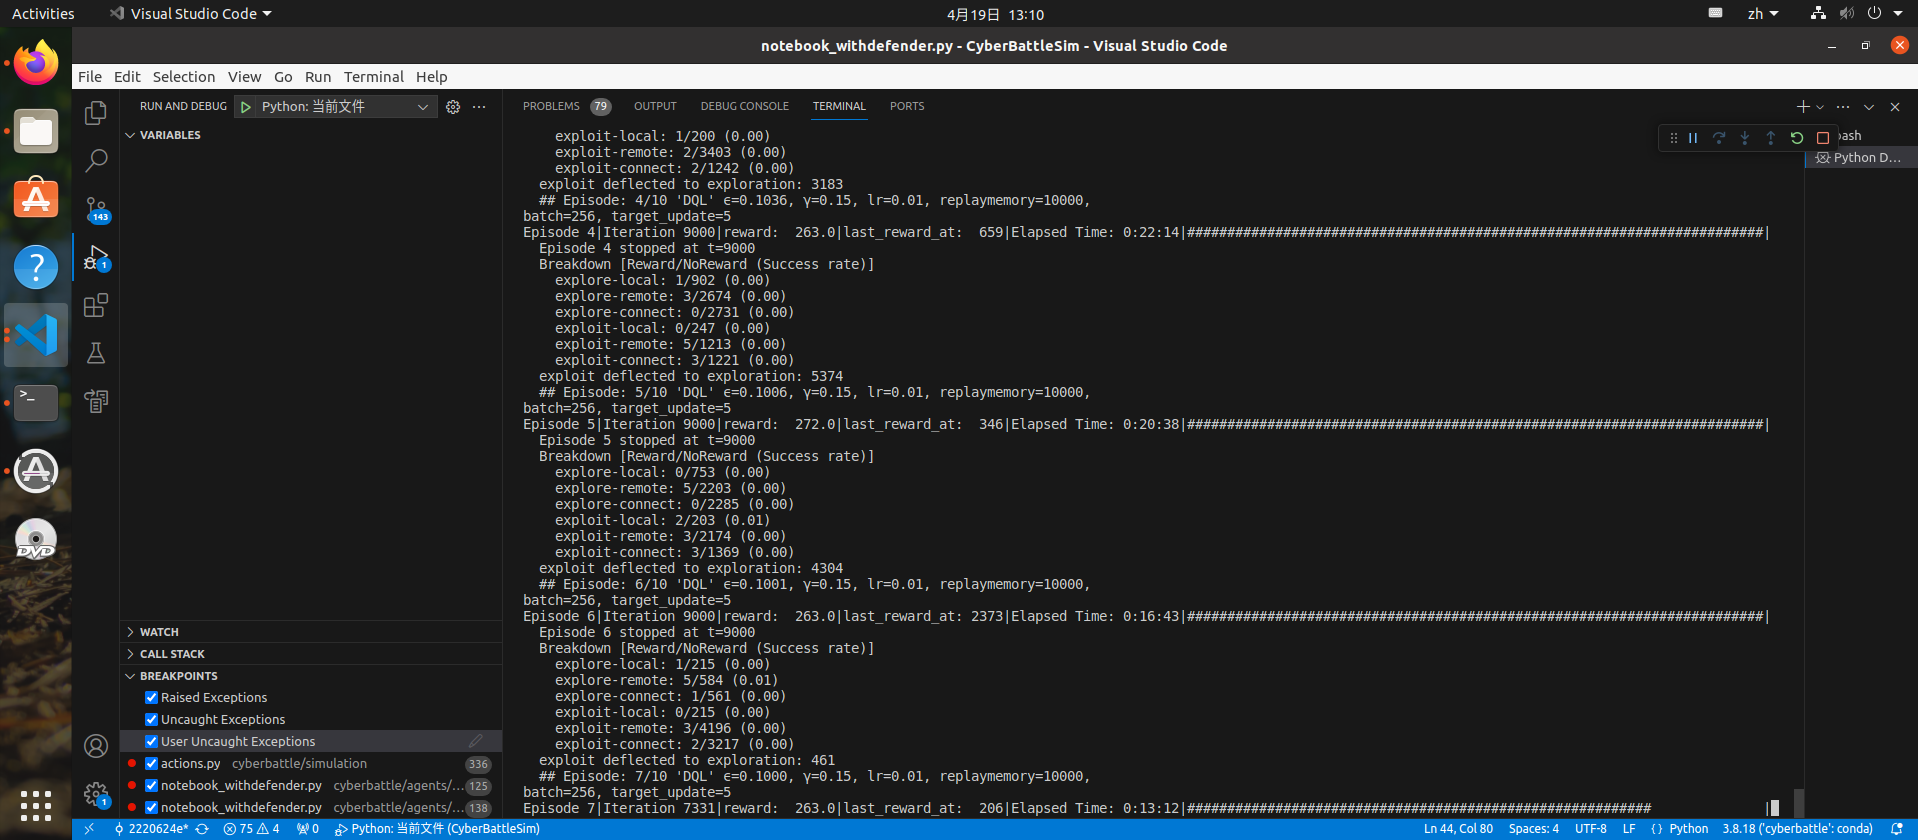 Activities
Visual Studio Code
4月19日 13:10
zh
notebook_withdefender.py - CyberBattleSim - Visual Studio Code
File Edit Selection View Go Run Terminal Help
RUN AND DEBUG
Python: 当前文件
PROBLEMS 79 OUTPUT DEBUG CONSOLE TERMINAL PORTS
VARIABLES
bash
Python D...
exploit-local: 1/200 (0.00)
exploit-remote: 2/3403 (0.00)
exploit-connect: 2/1242 (0.00)
exploit deflected to exploration: 3183
## Episode: 4/10 'DQL' ϵ=0.1036, γ=0.15, lr=0.01, replaymemory=10000,
batch=256, target_update=5
Episode 4|Iteration 9000|reward:  263.0|last_reward_at:  659|Elapsed Time: 0:22:14|########################################################################|
Episode 4 stopped at t=9000
Breakdown [Reward/NoReward (Success rate)]
explore-local: 1/902 (0.00)
explore-remote: 3/2674 (0.00)
explore-connect: 0/2731 (0.00)
exploit-local: 0/247 (0.00)
exploit-remote: 5/1213 (0.00)
exploit-connect: 3/1221 (0.00)
exploit deflected to exploration: 5374
## Episode: 5/10 'DQL' ϵ=0.1006, γ=0.15, lr=0.01, replaymemory=10000,
batch=256, target_update=5
Episode 5|Iteration 9000|reward:  272.0|last_reward_at:  346|Elapsed Time: 0:20:38|########################################################################|
Episode 5 stopped at t=9000
Breakdown [Reward/NoReward (Success rate)]
explore-local: 0/753 (0.00)
explore-remote: 5/2203 (0.00)
explore-connect: 0/2285 (0.00)
exploit-local: 2/203 (0.01)
exploit-remote: 3/2174 (0.00)
exploit-connect: 3/1369 (0.00)
exploit deflected to exploration: 4304
## Episode: 6/10 'DQL' ϵ=0.1001, γ=0.15, lr=0.01, replaymemory=10000,
batch=256, target_update=5
Episode 6|Iteration 9000|reward:  263.0|last_reward_at: 2373|Elapsed Time: 0:16:43|########################################################################|
Episode 6 stopped at t=9000
Breakdown [Reward/NoReward (Success rate)]
explore-local: 1/215 (0.00)
explore-remote: 5/584 (0.01)
explore-connect: 1/561 (0.00)
exploit-local: 0/215 (0.00)
exploit-remote: 3/4196 (0.00)
exploit-connect: 2/3217 (0.00)
exploit deflected to exploration: 461
## Episode: 7/10 'DQL' ϵ=0.1000, γ=0.15, lr=0.01, replaymemory=10000,
batch=256, target_update=5
Episode 7|Iteration 7331|reward:  263.0|last_reward_at:  206|Elapsed Time: 0:13:12|##########################################################              |
143
1
1
DVD
WATCH
CALL STACK
BREAKPOINTS
Raised Exceptions
Uncaught Exceptions
User Uncaught Exceptions
actions.py cyberbattle/simulation 336
notebook_withdefender.py cyberbattle/agents/... 125
notebook_withdefender.py cyberbattle/agents/... 138
2220624e* 75 4 0 Python: 当前文件 (CyberBattleSim)
Ln 44, Col 80 Spaces: 4 UTF-8 LF { } Python 3.8.18 ('cyberbattle': conda)